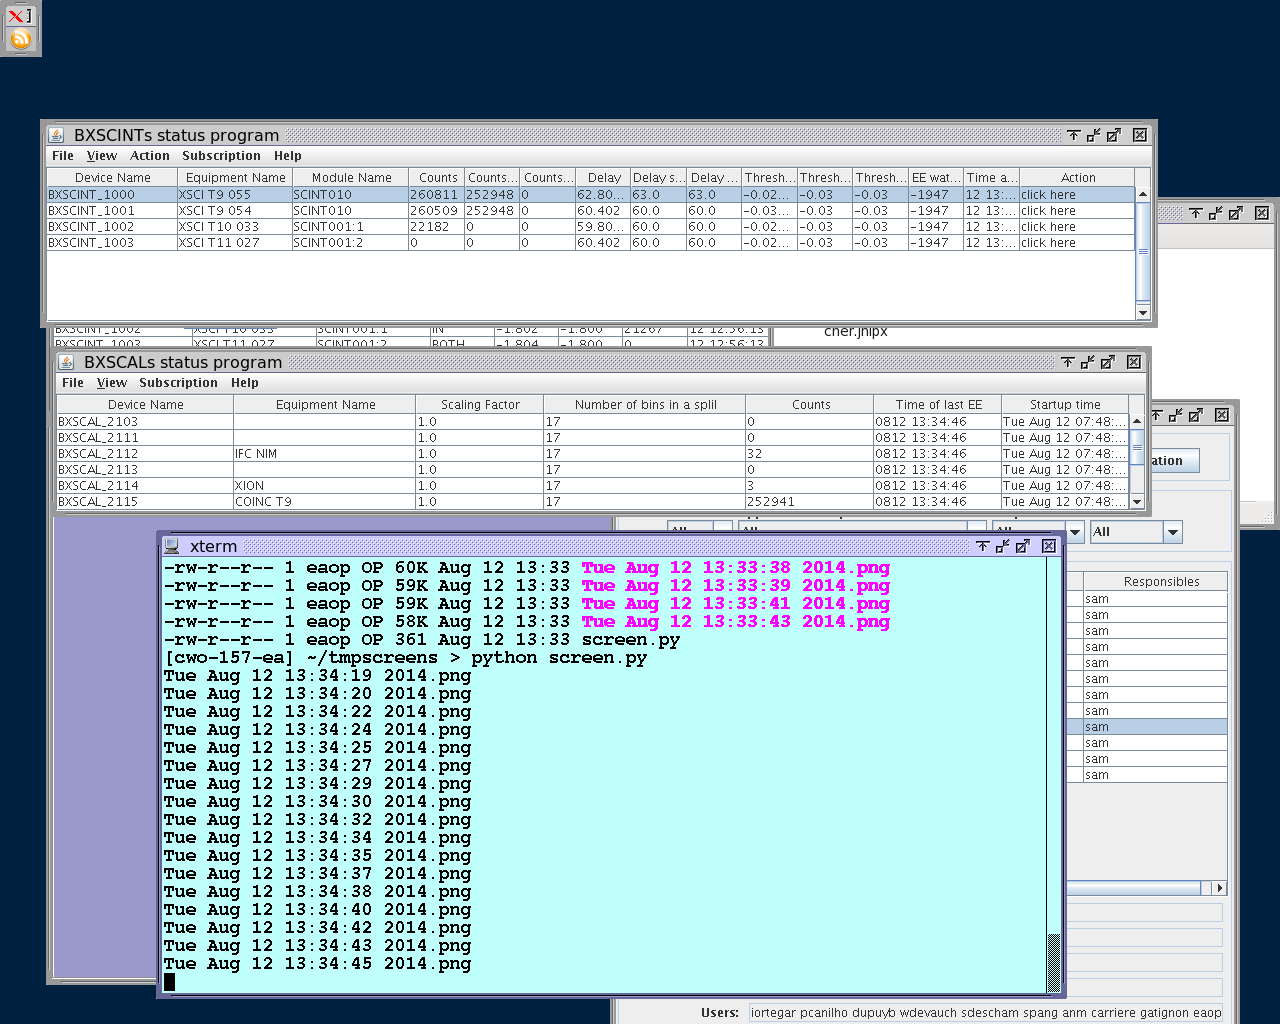 BXSCINTs status program
File View Action Subscription Help
Device Name Equipment Name Module Name Counts Counts... Counts... Delay Delay s... Delay ... Thresh... Thresh... Thresh... EE wat... Time a... Action
BXSCINT_1000 XSCI T9 055 SCINT010 260811 252948 0 62.80... 63.0 63.0 -0.02... -0.03 -0.03 -1947 12 13:... click here
BXSCINT_1001 XSCI T9 054 SCINT010 260509 252948 0 60.402 60.0 60.0 -0.03... -0.03 -0.03 -1947 12 13:... click here
BXSCINT_1002 XSCI T10 033 SCINT001:1 22182 0 0 59.80... 60.0 60.0 -0.02... -0.03 -0.03 -1947 12 13:... click here
BXSCINT_1003 XSCI T11 027 SCINT001:2 0 0 0 60.402 60.0 60.0 -0.02... -0.03 -0.03 -1947 12 13:... click here
BXSCINT_1002 XSCI T10 033 SCINT001:1 IN -1.802 -1.800 21267 12 12:56:13
cher.jnlpx
BXSCINT_1003 XSCI T11 027 SCINT001:2 BOTH -1.804 -1.800 0 12 12:56:13
BXSCALs status program
File View Subscription Help
Device Name Equipment Name Scaling Factor Number of bins in a splil Counts Time of last EE Startup time
BXSCAL_2103 1.0 17 0 0812 13:34:46 Tue Aug 12 07:48:...
BXSCAL_2111 1.0 17 0 0812 13:34:46 Tue Aug 12 07:48:...
BXSCAL_2112 IFC NIM 1.0 17 32 0812 13:34:46 Tue Aug 12 07:48:...
BXSCAL_2113 1.0 17 0 0812 13:34:46 Tue Aug 12 07:48:...
BXSCAL_2114 XION 1.0 17 3 0812 13:34:46 Tue Aug 12 07:48:...
BXSCAL_2115 COINC T9 1.0 17 252941 0812 13:34:46 Tue Aug 12 07:48:...
ation
All All All All
xterm
-rw-r--r-- 1 eaop OP 60K Aug 12 13:33 Tue Aug 12 13:33:38 2014.png
-rw-r--r-- 1 eaop OP 59K Aug 12 13:33 Tue Aug 12 13:33:39 2014.png
-rw-r--r-- 1 eaop OP 59K Aug 12 13:33 Tue Aug 12 13:33:41 2014.png
-rw-r--r-- 1 eaop OP 58K Aug 12 13:33 Tue Aug 12 13:33:43 2014.png
-rw-r--r-- 1 eaop OP 361 Aug 12 13:33 screen.py
[cwo-157-ea] ~/tmpscreens > python screen.py
Tue Aug 12 13:34:19 2014.png
Tue Aug 12 13:34:20 2014.png
Tue Aug 12 13:34:22 2014.png
Tue Aug 12 13:34:24 2014.png
Tue Aug 12 13:34:25 2014.png
Tue Aug 12 13:34:27 2014.png
Tue Aug 12 13:34:29 2014.png
Tue Aug 12 13:34:30 2014.png
Tue Aug 12 13:34:32 2014.png
Tue Aug 12 13:34:34 2014.png
Tue Aug 12 13:34:35 2014.png
Tue Aug 12 13:34:37 2014.png
Tue Aug 12 13:34:38 2014.png
Tue Aug 12 13:34:40 2014.png
Tue Aug 12 13:34:42 2014.png
Tue Aug 12 13:34:43 2014.png
Tue Aug 12 13:34:45 2014.png
Responsibles
sam
sam
sam
sam
sam
sam
sam
sam
sam
sam
sam
sam
Users: iortegar pcanilho dupuyb wdevauch sdescham spang anm carriere gatignon eaop